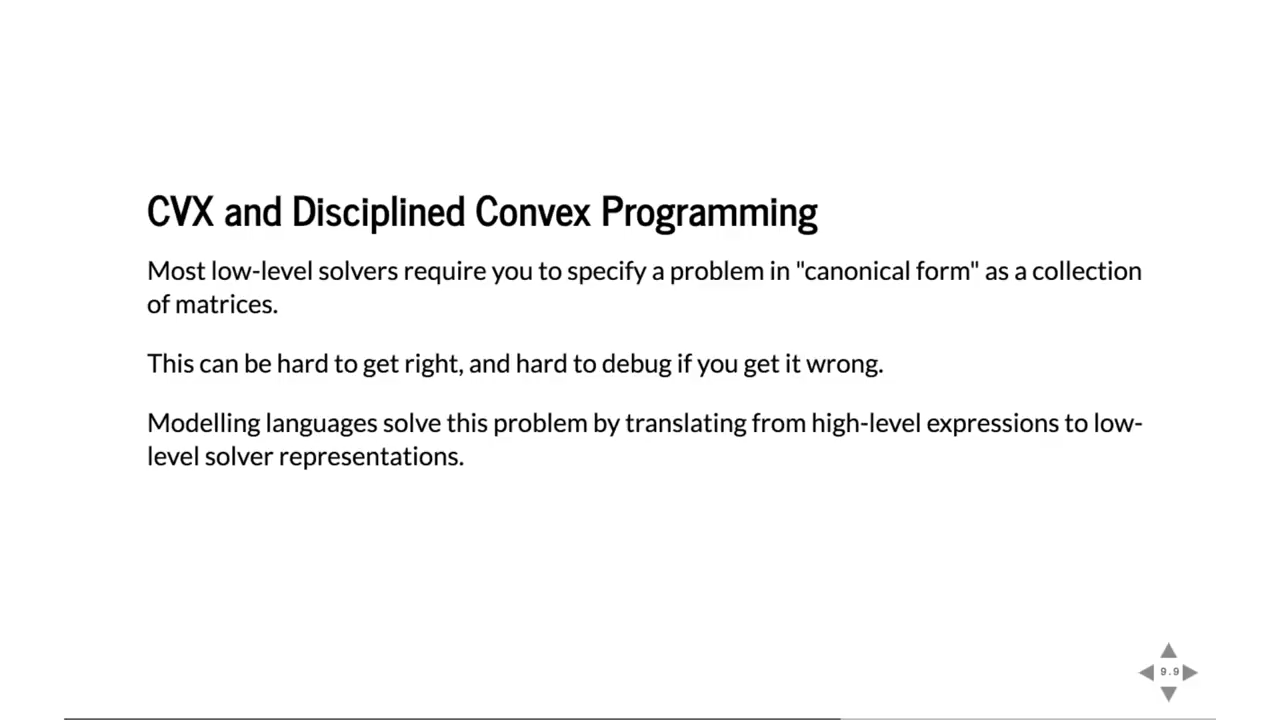 CVX and Disciplined Convex Programming
Most low-level solvers require you to specify a problem in "canonical form" as a collection
of matrices.
This can be hard to get right, and hard to debug if you get it wrong.
Modelling languages solve this problem by translating from high-level expressions to low-
level solver representations.
9.9